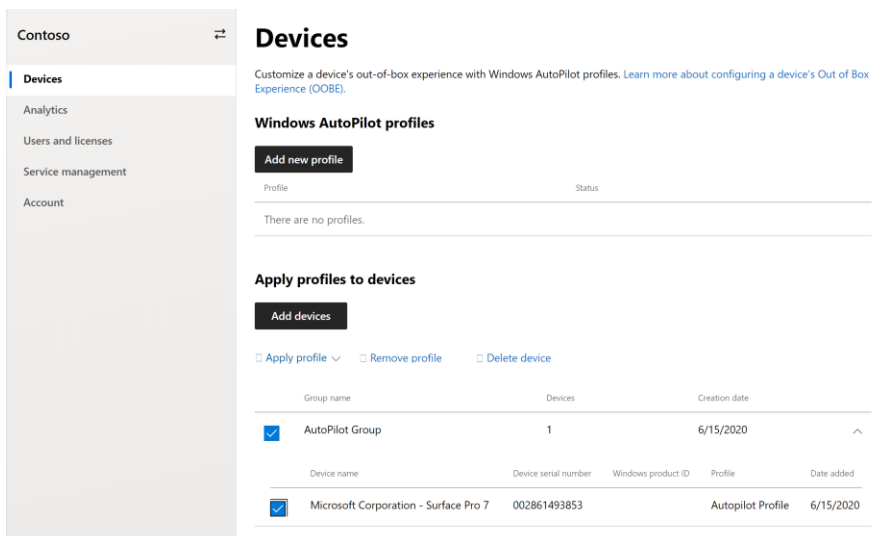 Contoso
Devices
Analytics
Users and licenses
Service management
Account
Devices
Customize a device's out-of-box experience with Windows AutoPilot profiles. Learn more about configuring a device's Out of Box
Experience (OOBE).
Windows AutoPilot profiles
Add new profile
Profile Status
There are no profiles.
Apply profiles to devices
Add devices
Apply profile Remove profile Delete device
Group name Devices Creation date
AutoPilot Group 1 6/15/2020
Device name Device serial number Windows product ID Profile Date added
Microsoft Corporation - Surface Pro 7 002861493853 Autopilot Profile 6/15/2020